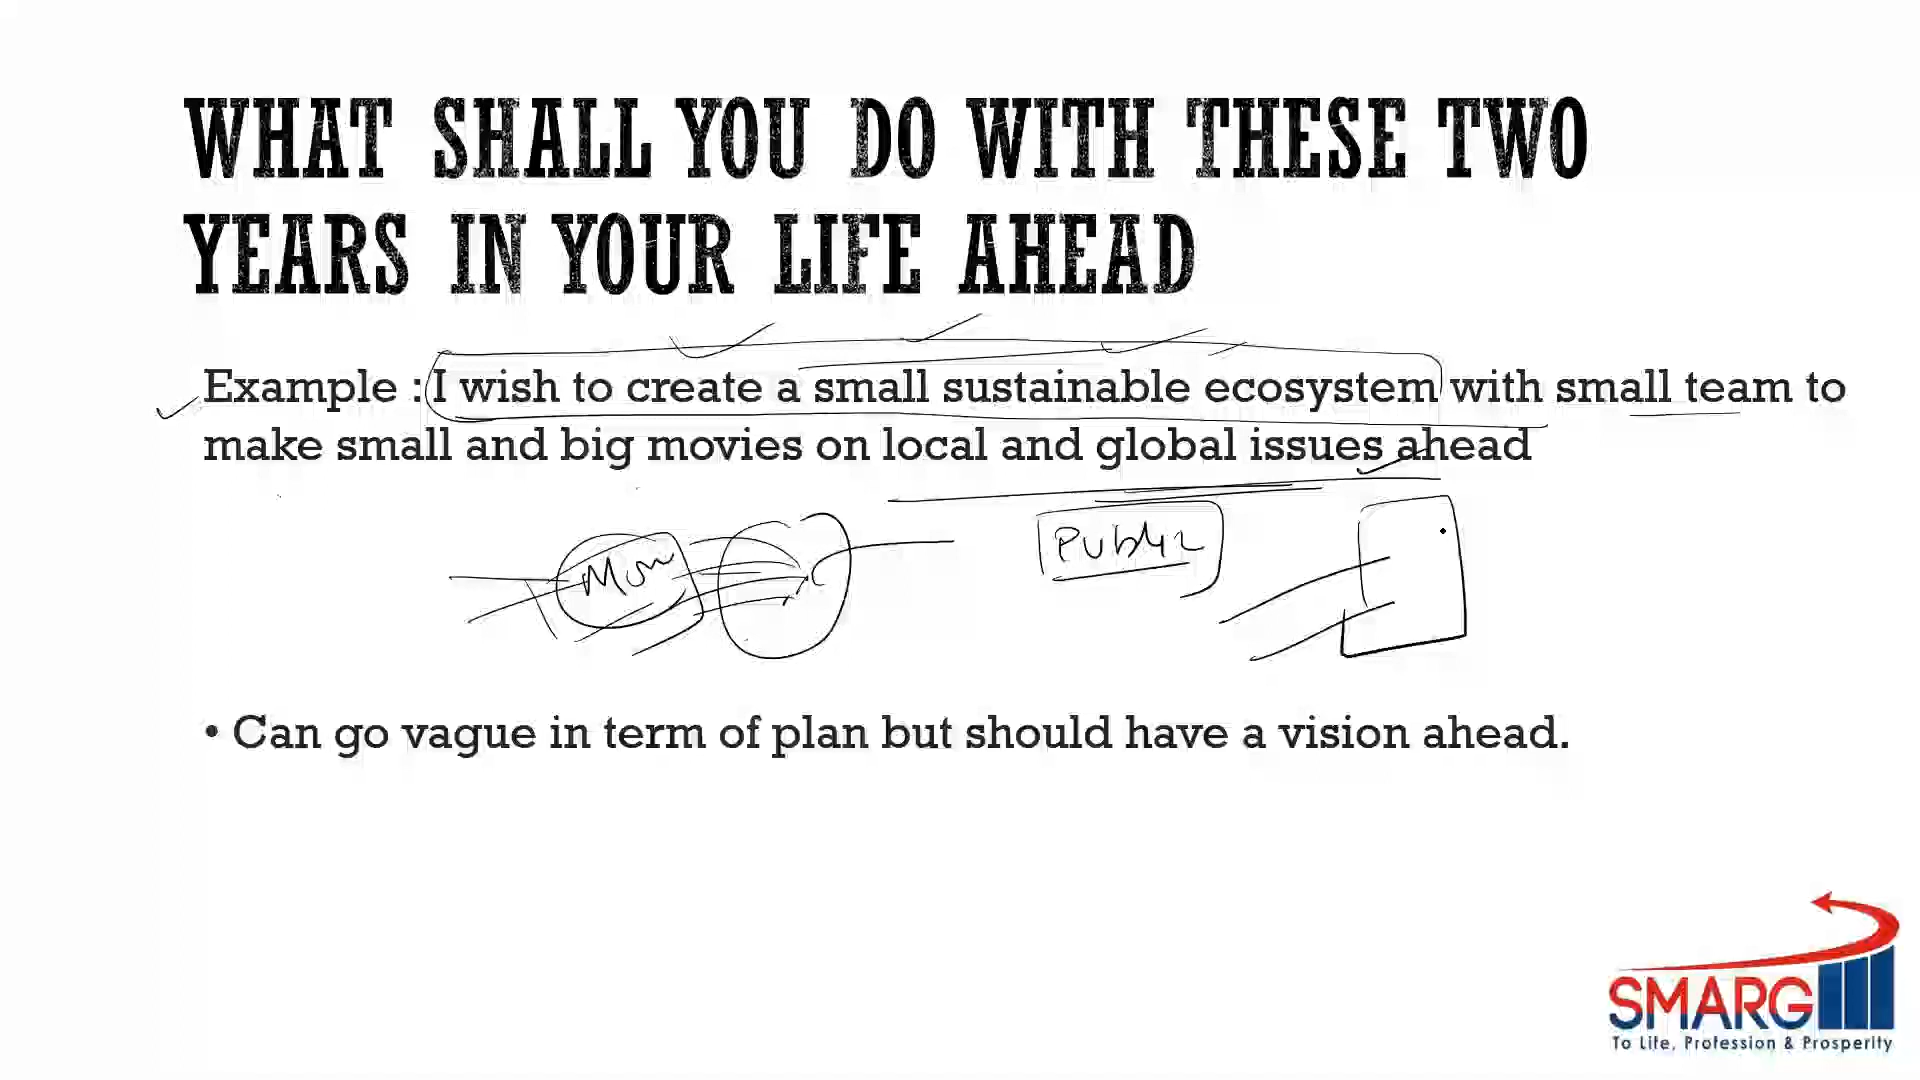 WHAT SHALL YOU DO WITH THESE TWO
YEARS IN YOUR LIFE AHEAD
Example : I wish to create a small sustainable ecosystem with small team to
make small and big movies on local and global issues ahead
Public
• Can go vague in term of plan but should have a vision ahead.
SMARG
To Life, Profession & Prosperity